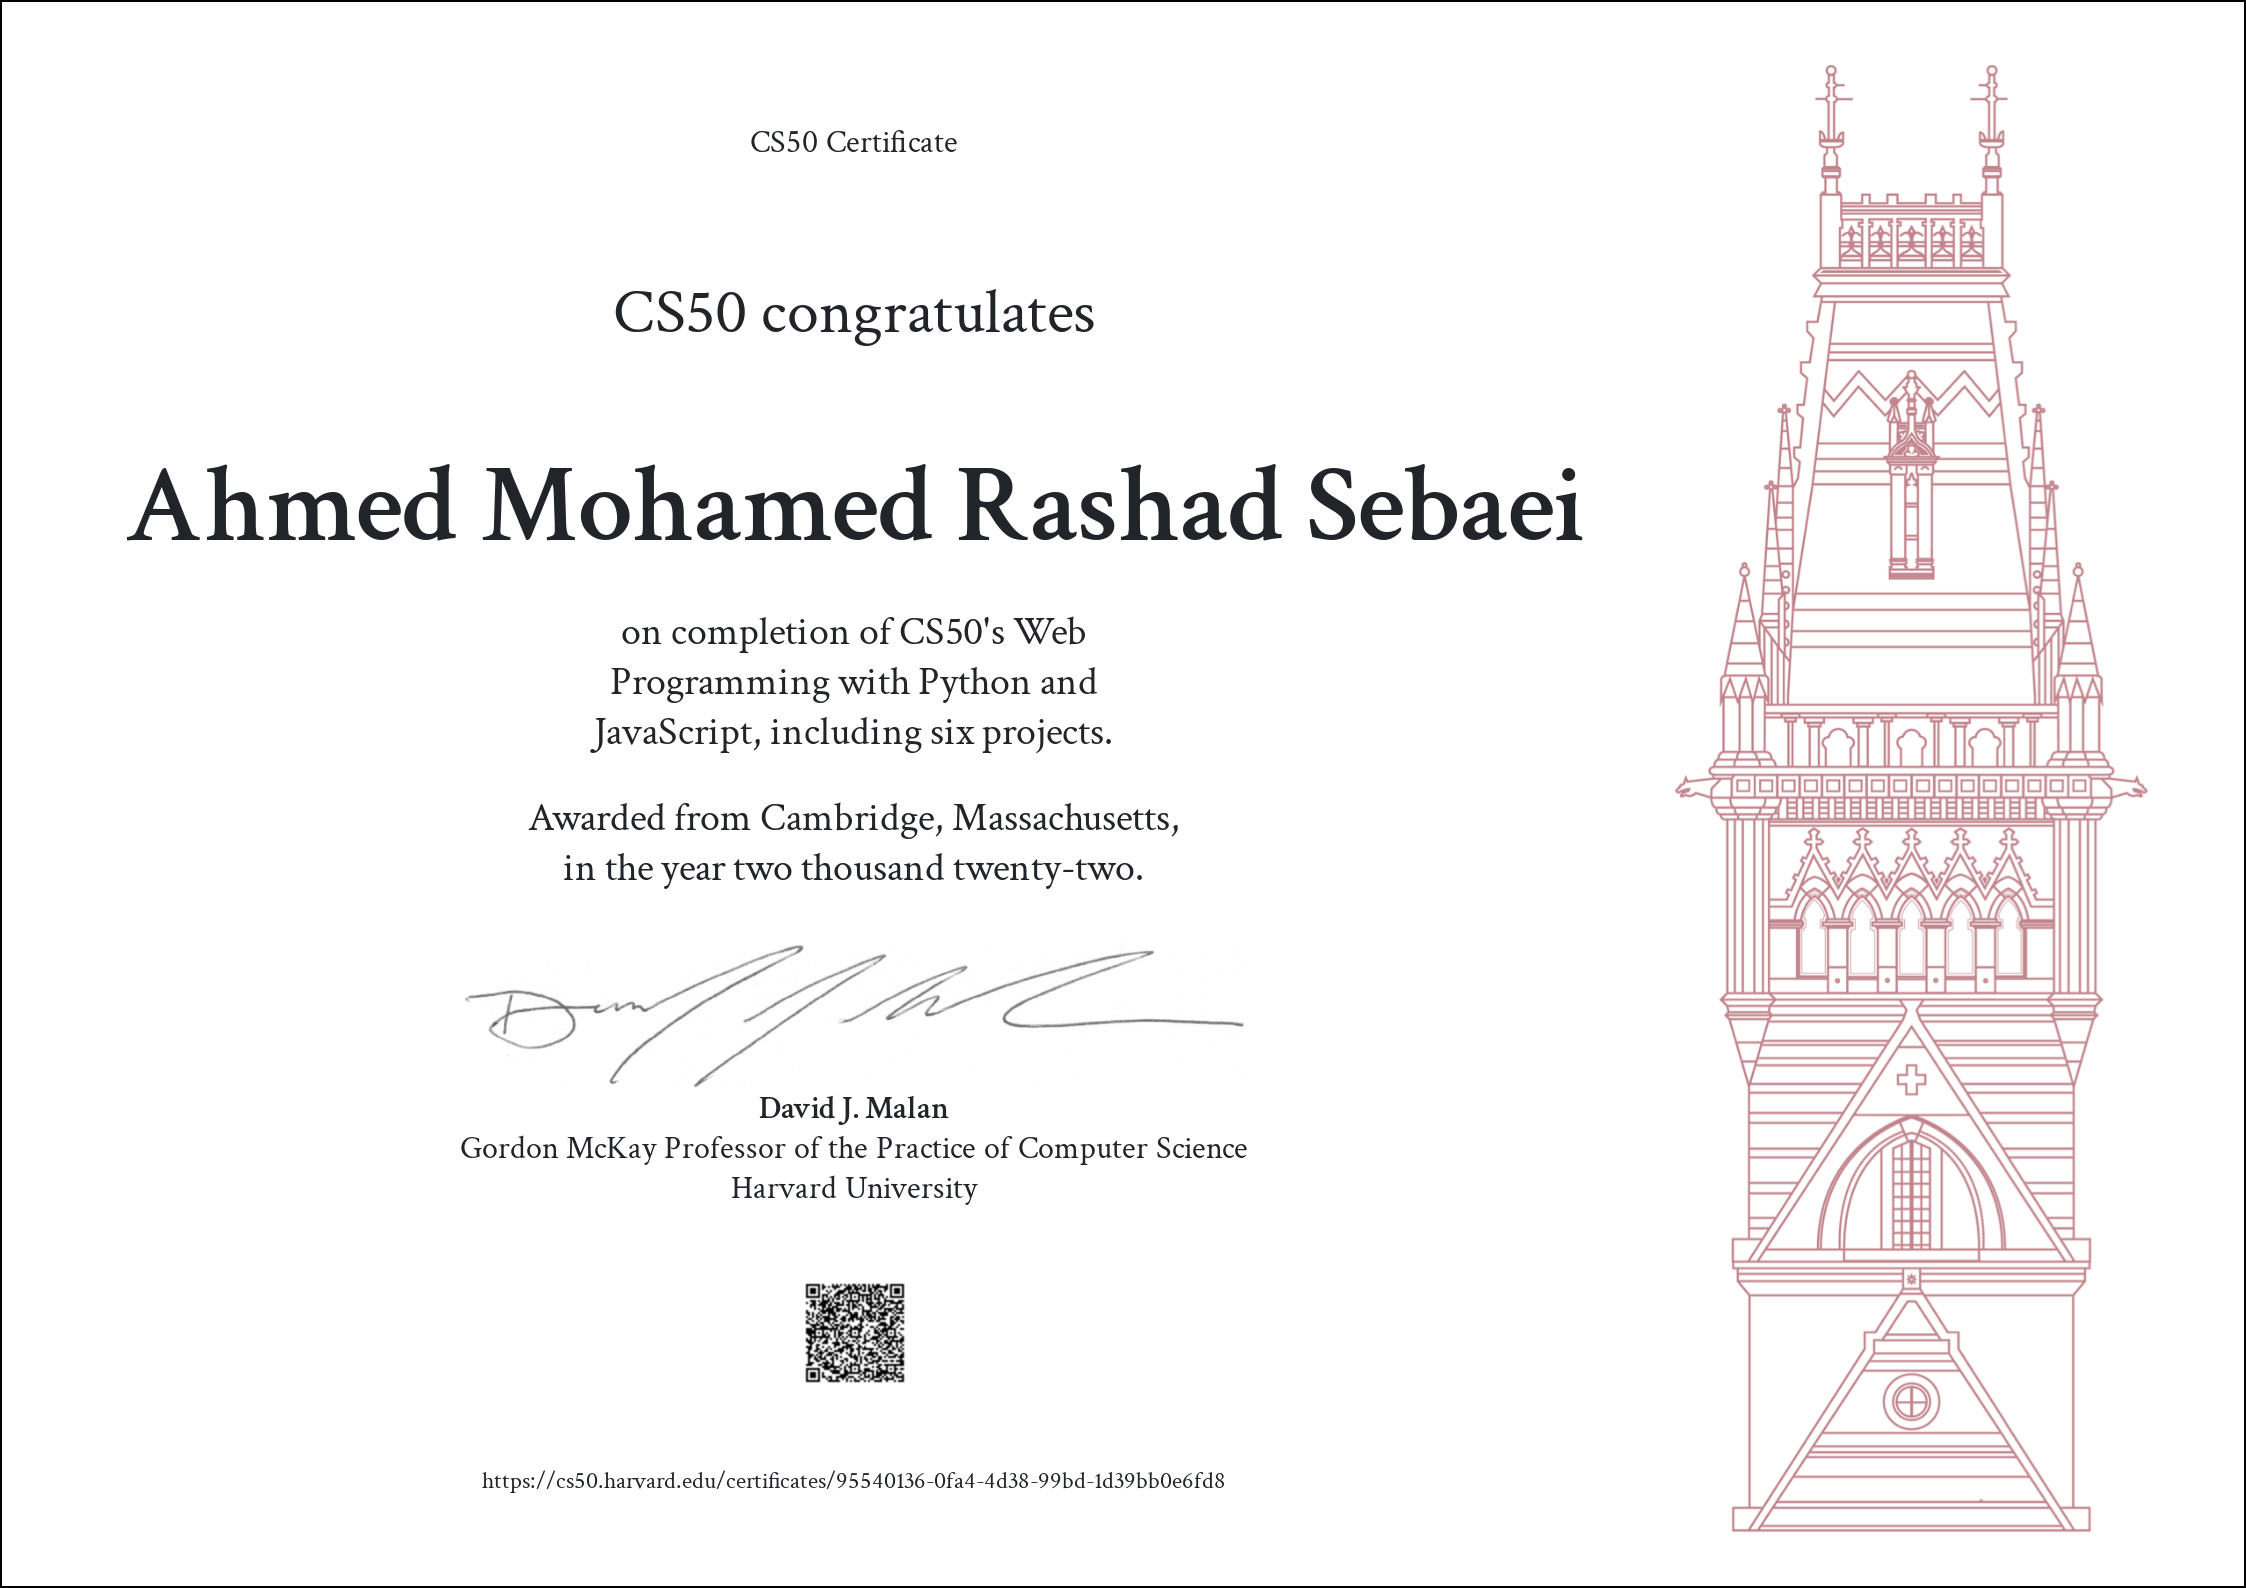 CS50 Certificate
CS50 congratulates
Ahmed Mohamed Rashad Sebaei
on completion of CS50's Web
Programming with Python and
JavaScript, including six projects.
Awarded from Cambridge, Massachusetts,
in the year two thousand twenty-two.
David J. Malan
Gordon McKay Professor of the Practice of Computer Science
Harvard University
https://cs50.harvard.edu/certificates/95540136-0fa4-4d38-99bd-1d39bb0e6fd8